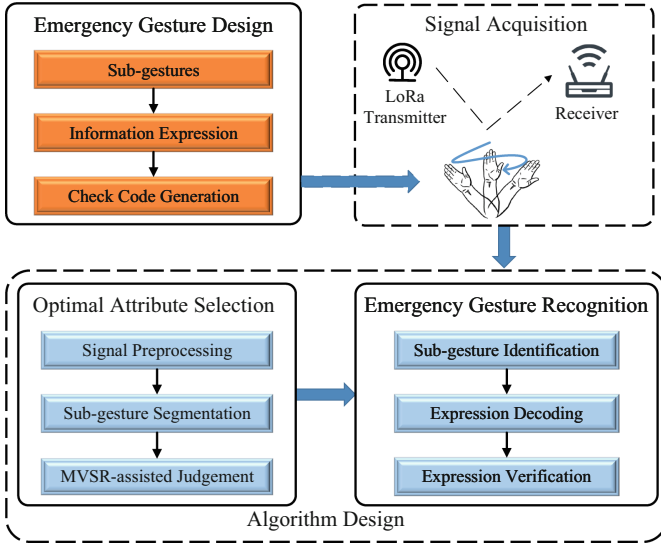 Emergency Gesture Design
Sub-gestures
Information Expression
Check Code Generation
Signal Acquisition
LoRa
Transmitter
Receiver
Optimal Attribute Selection
Signal Preprocessing
Sub-gesture Segmentation
MVSR-assisted Judgement
Emergency Gesture Recognition
Sub-gesture Identification
Expression Decoding
Expression Verification
Algorithm Design